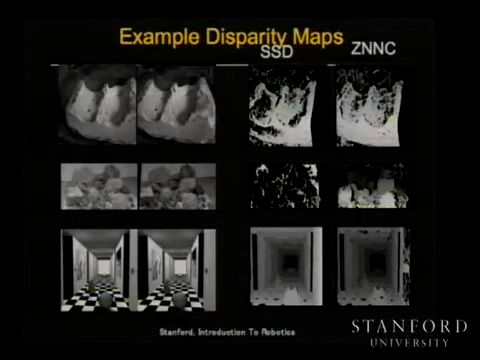 Example Disparity Maps
SSD
ZNNC
Stanford, Introduction To Robotics
STANFORD
UNIVERSITY